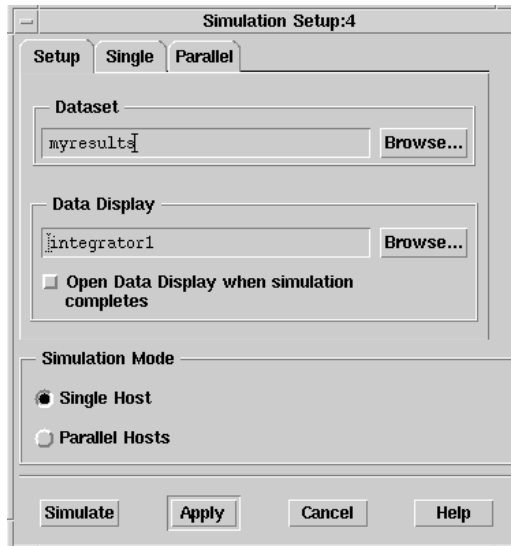 Simulation Setup:4
Setup Single Parallel
Dataset
myresults Browse...
Data Display
integrator1 Browse...
Open Data Display when simulation
completes
Simulation Mode
Single Host
Parallel Hosts
Simulate Apply Cancel Help